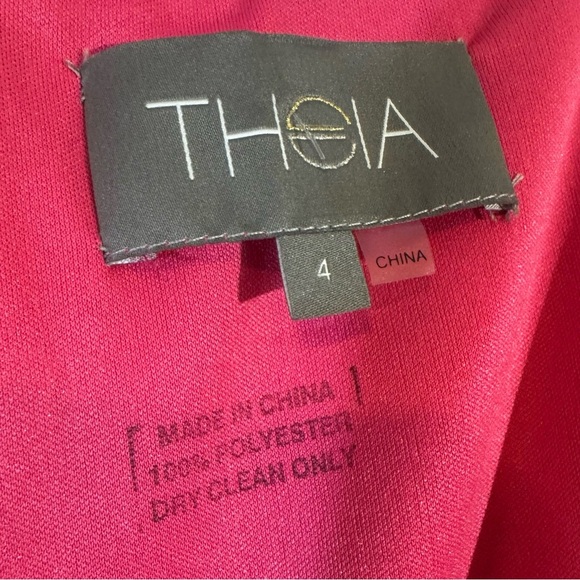 THEIA
4
CHINA
MADE IN CHINA
100% POLYESTER
DRY CLEAN ONLY